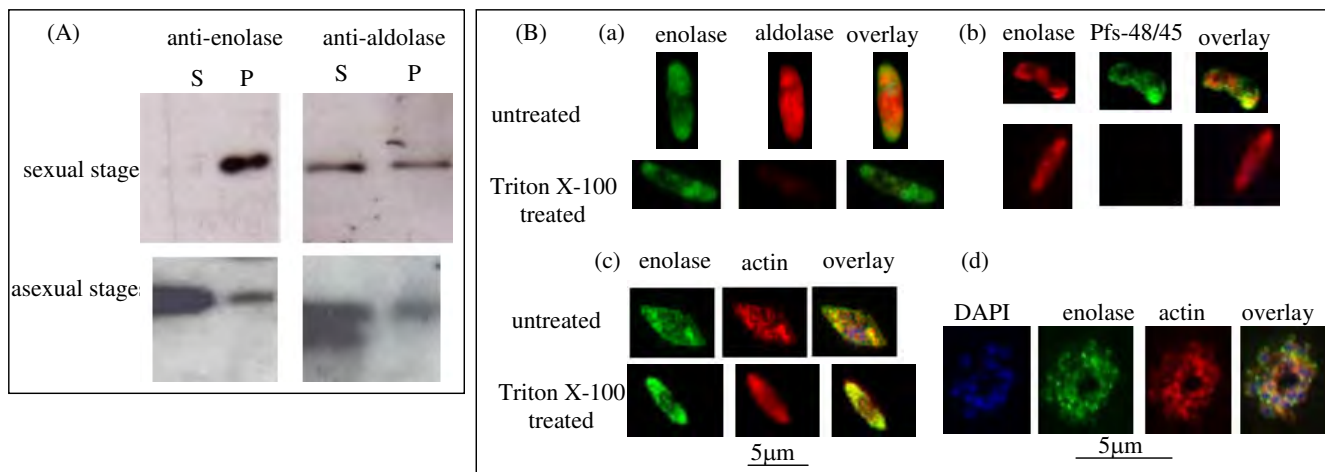 (A)
anti-enolase anti-aldolase
S P S P
sexual stage
asexual stage
(B)
(a)
enolase aldolase overlay
untreated
Triton X-100
treated
(b)
enolase Pfs-48/45 overlay
(c)
enolase actin overlay
untreated
Triton X-100
treated
5μm
(d)
DAPI enolase actin overlay
5μm